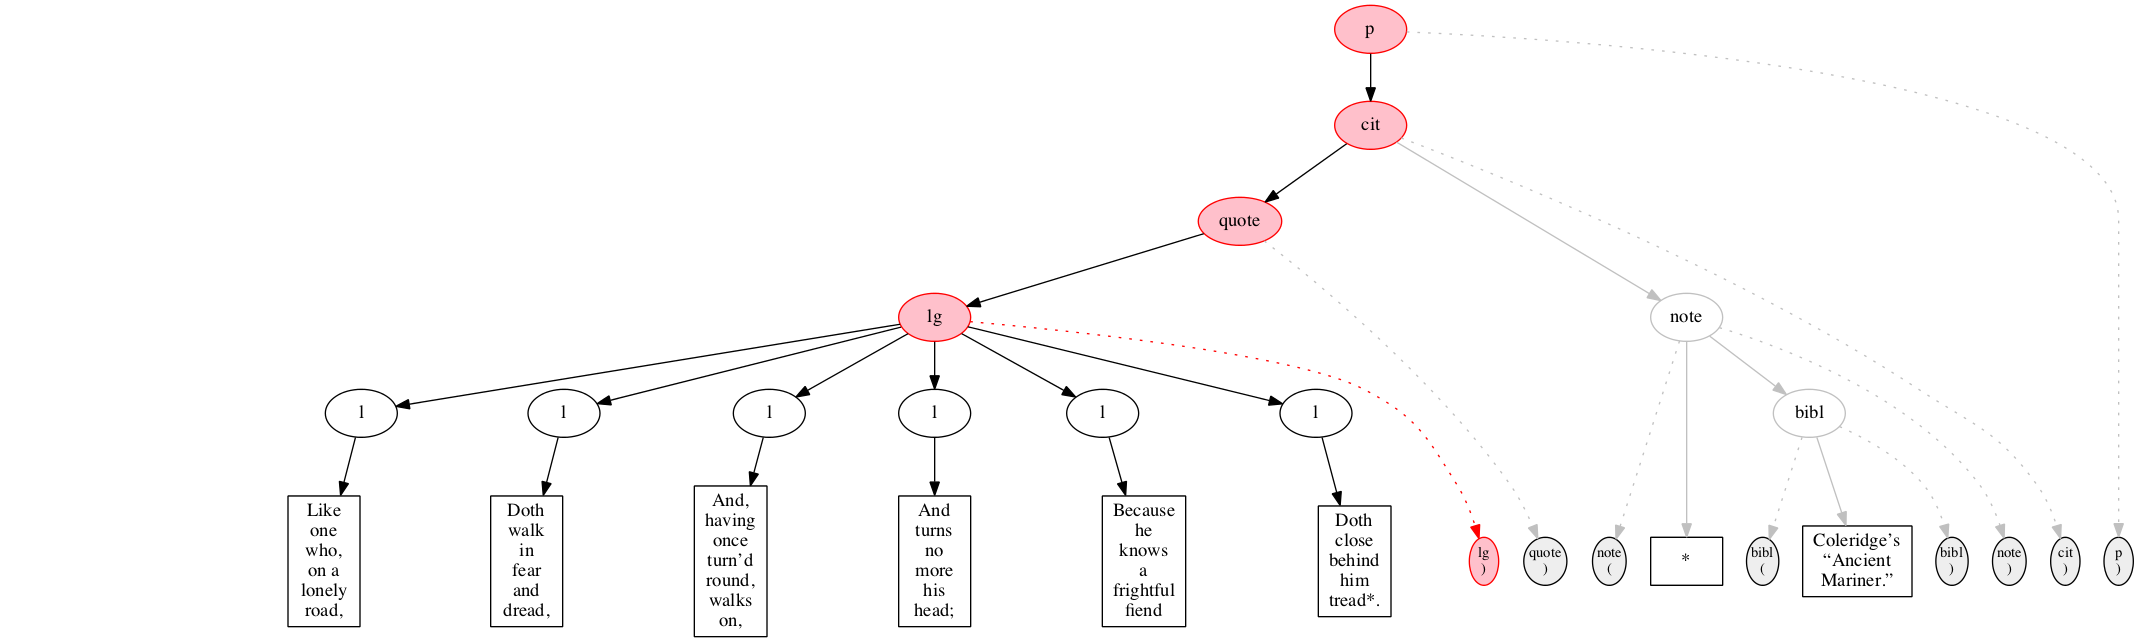 p
cit
quote
lg
note
l
l
l
l
l
l
bibl
Like
one
who,
on a
lonely
road,
Doth
walk
in
fear
and
dread,
And,
having
once
turn’d
round,
walks
on,
And
turns
no
more
his
head;
Because
he
knows
a
frightful
fiend
Doth
close
behind
him
tread*.
lg
)
quote
)
note
(
*
bibl
(
Coleridge’s
“Ancient
Mariner.”
bibl
)
note
)
cit
)
p
)